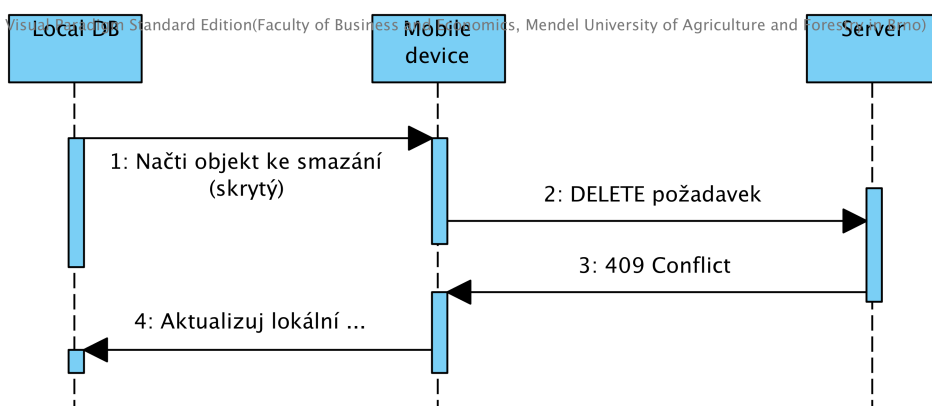 Visual Paradigm Standard Edition(Faculty of Business and Economics, Mendel University of Agriculture and Forestry in Brno)
Local DB
Mobile
device
Server
1: Načti objekt ke smazání
(skrytý)
2: DELETE požadavek
3: 409 Conflict
4: Aktualizuj lokální ...